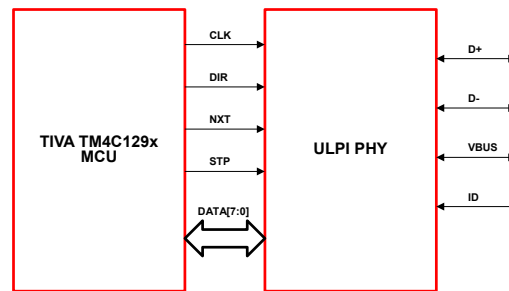 TIVA TM4C129x
MCU
CLK
DIR
NXT
STP
DATA[7:0]
ULPI PHY
D+
D-
VBUS
ID